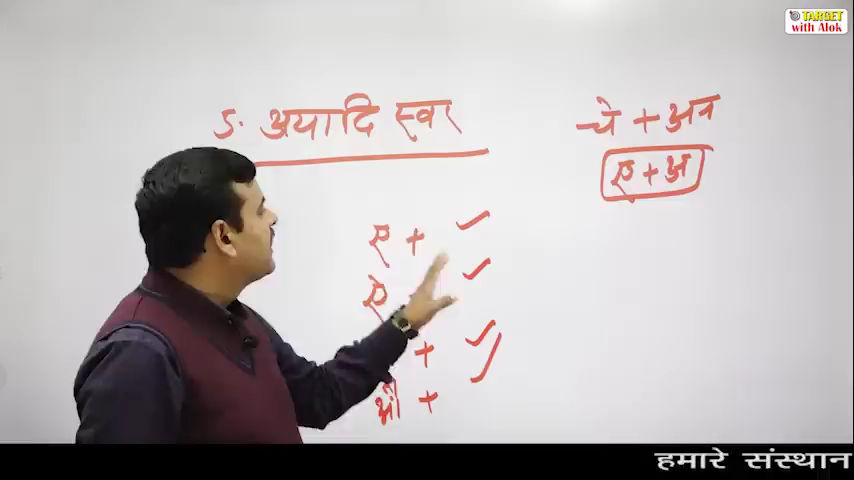 TARGET
with Alok
5. अयादि स्वर
चे + अन
ए + अ
ए + ✓
ऐ ✓
+ ✓
औ +
हमारे संस्थान